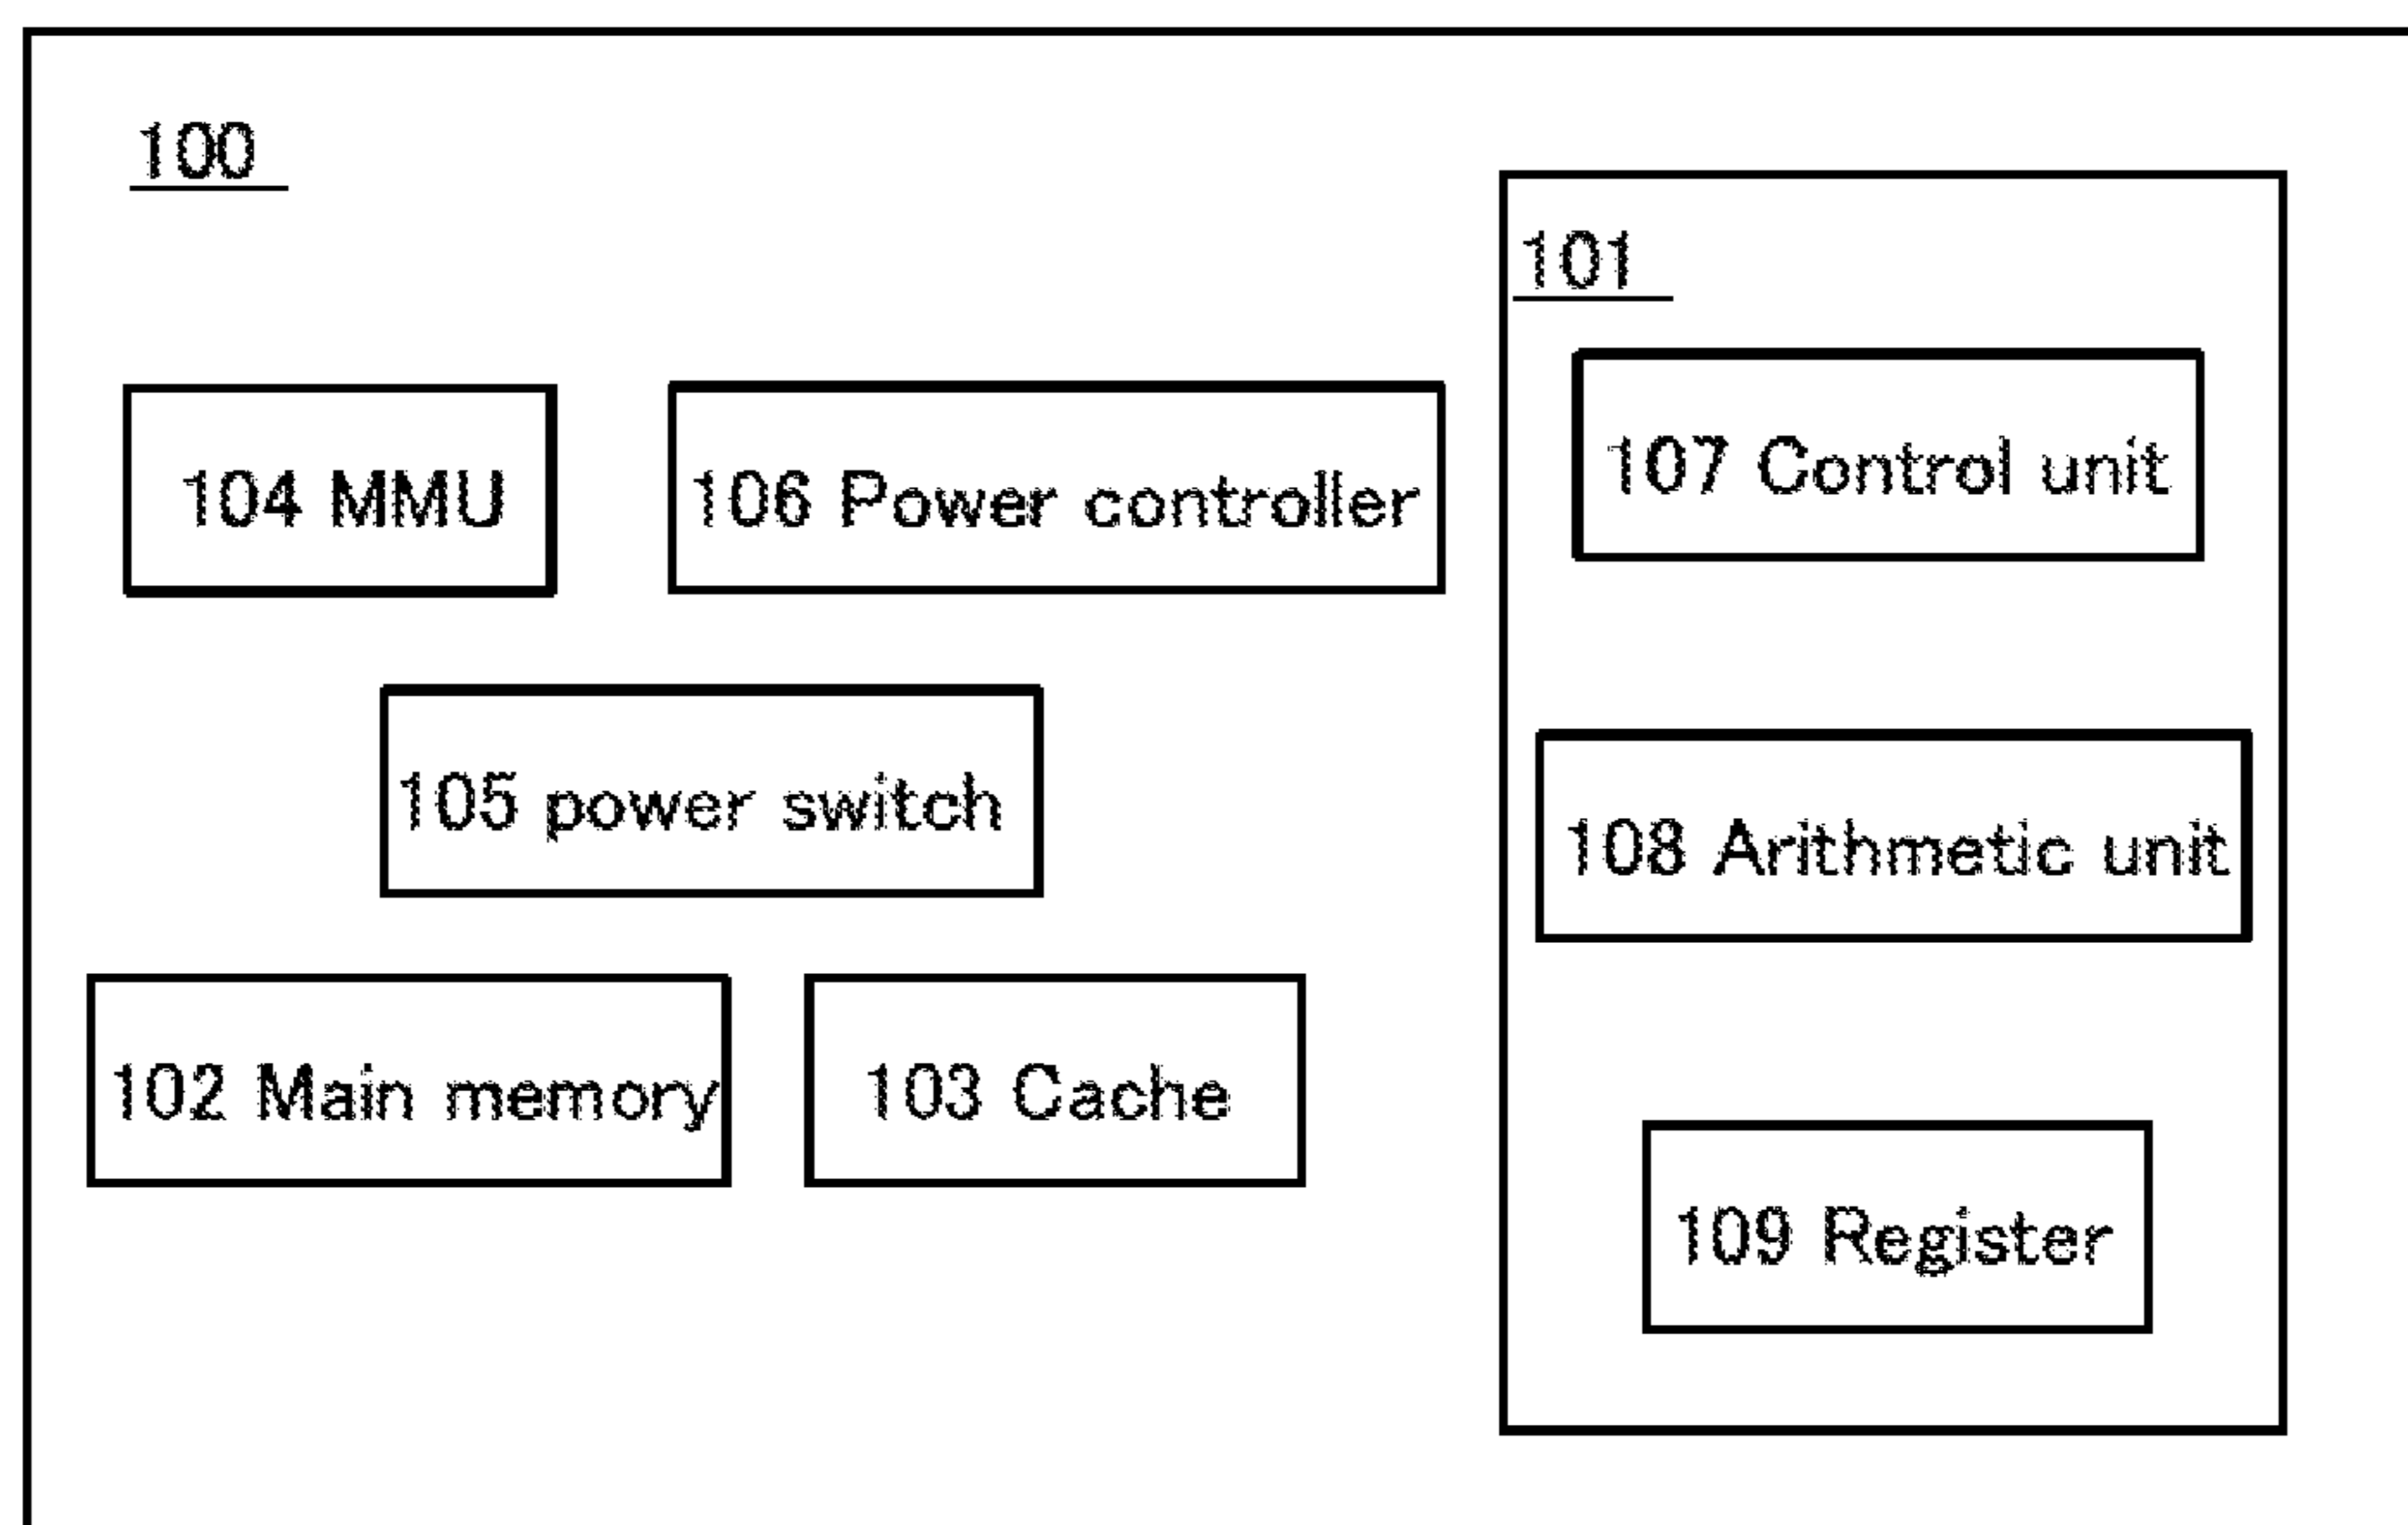 100
101
104 MMU
106 Power controller
107 Control unit
105 power switch
108 Arithmetic unit
102 Main memory
103 Cache
109 Register